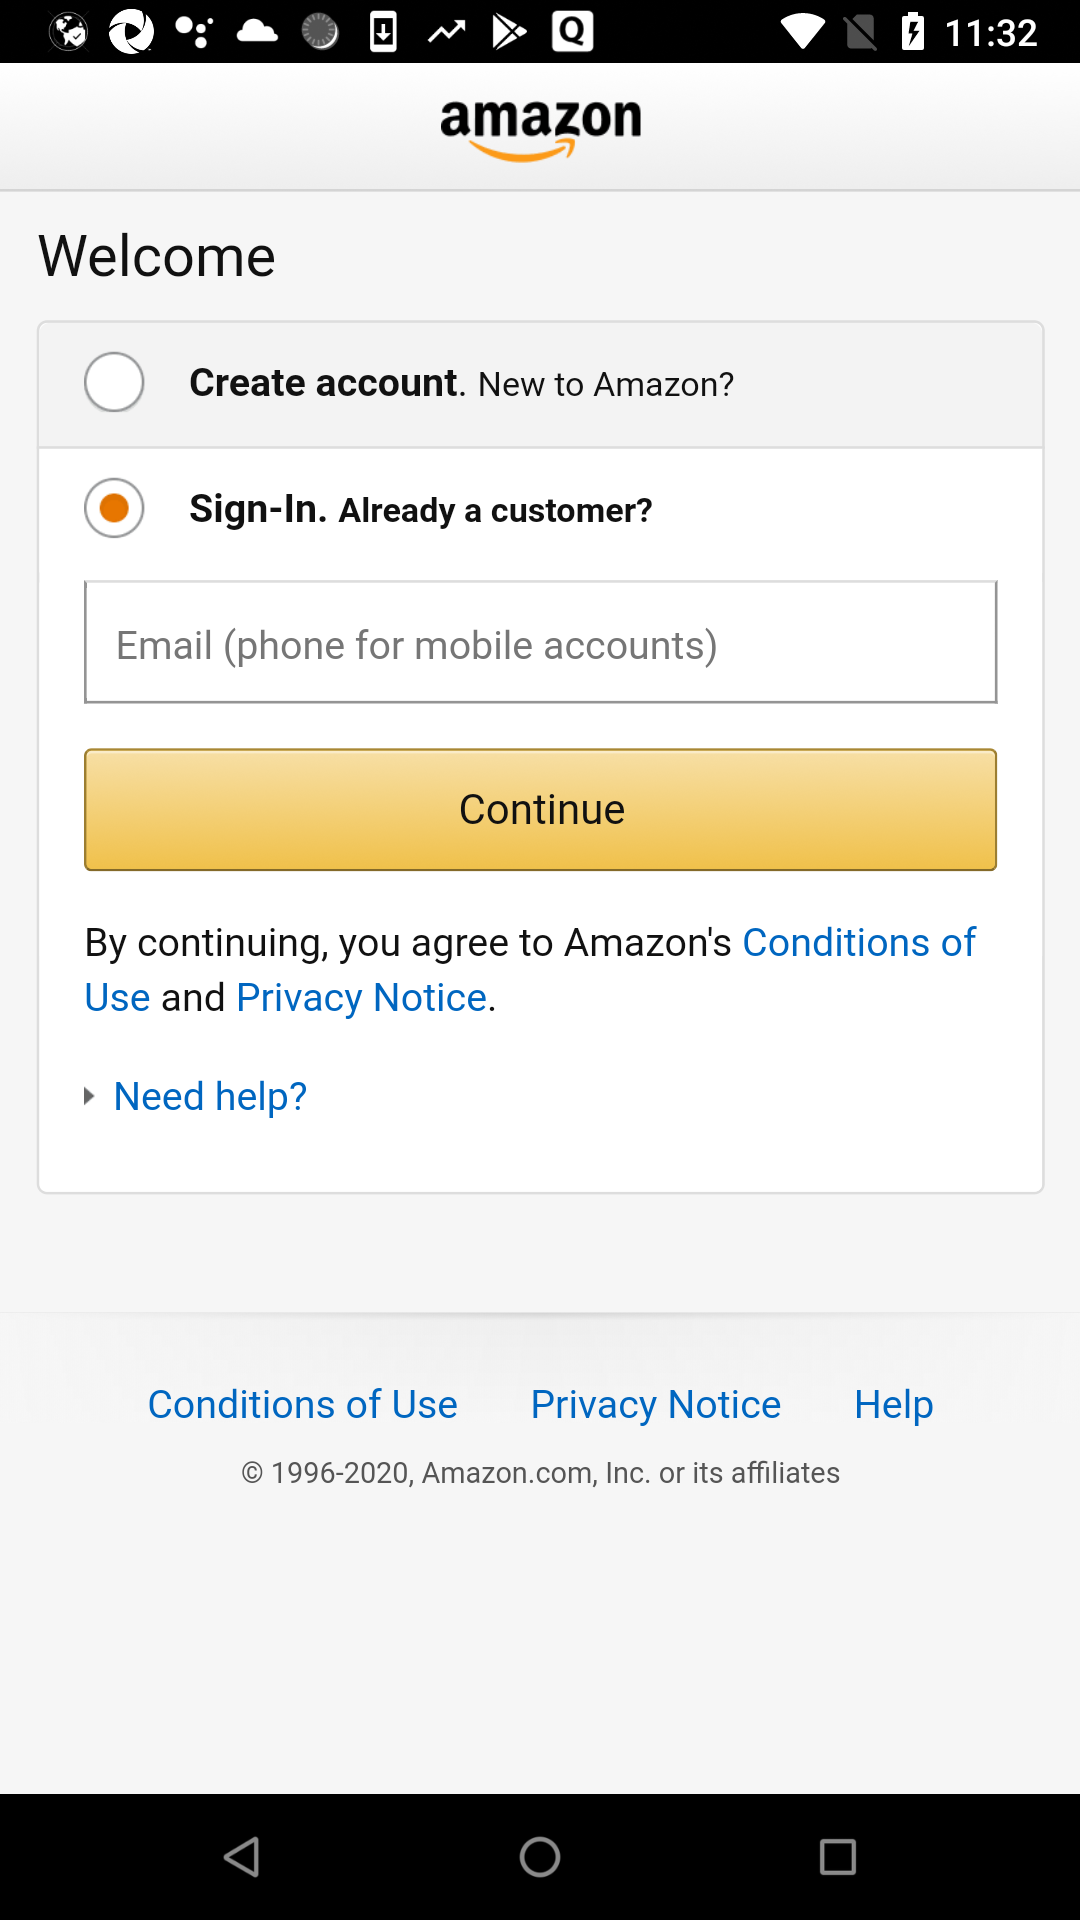 Q 11:32
amazon
Welcome
Create account. New to Amazon?
Sign-In. Already a customer?
Email (phone for mobile accounts)
Continue
By continuing, you agree to Amazon's Conditions of
Use and Privacy Notice.
Need help?
Conditions of Use Privacy Notice Help
© 1996-2020, Amazon.com, Inc. or its affiliates